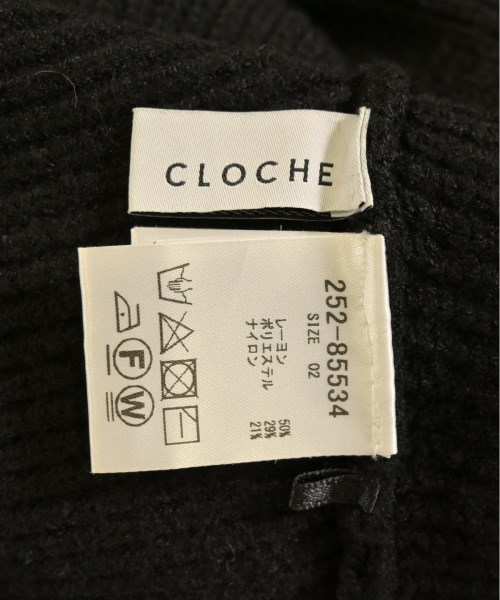 CLOCHE
252-85534
SIZE 02
レーヨン 50%
ポリエステル 29%
ナイロン 21%
F W